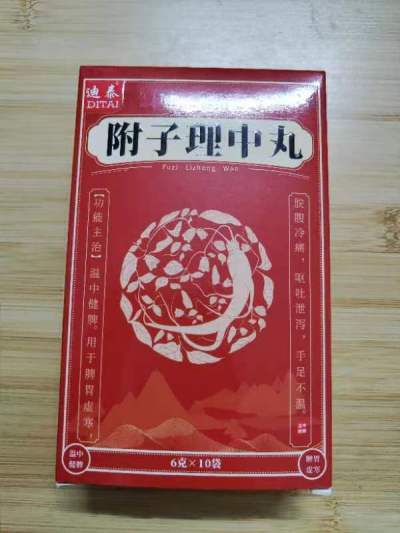 迪泰
DITAI
附子理中丸
Fuzi Lizhong Wan
【功能主治】温中健脾。用于脾胃虚寒，
脘腹冷痛，呕吐泄泻，手足不温。
温中
健脾
6克×10袋
脾胃
虚寒